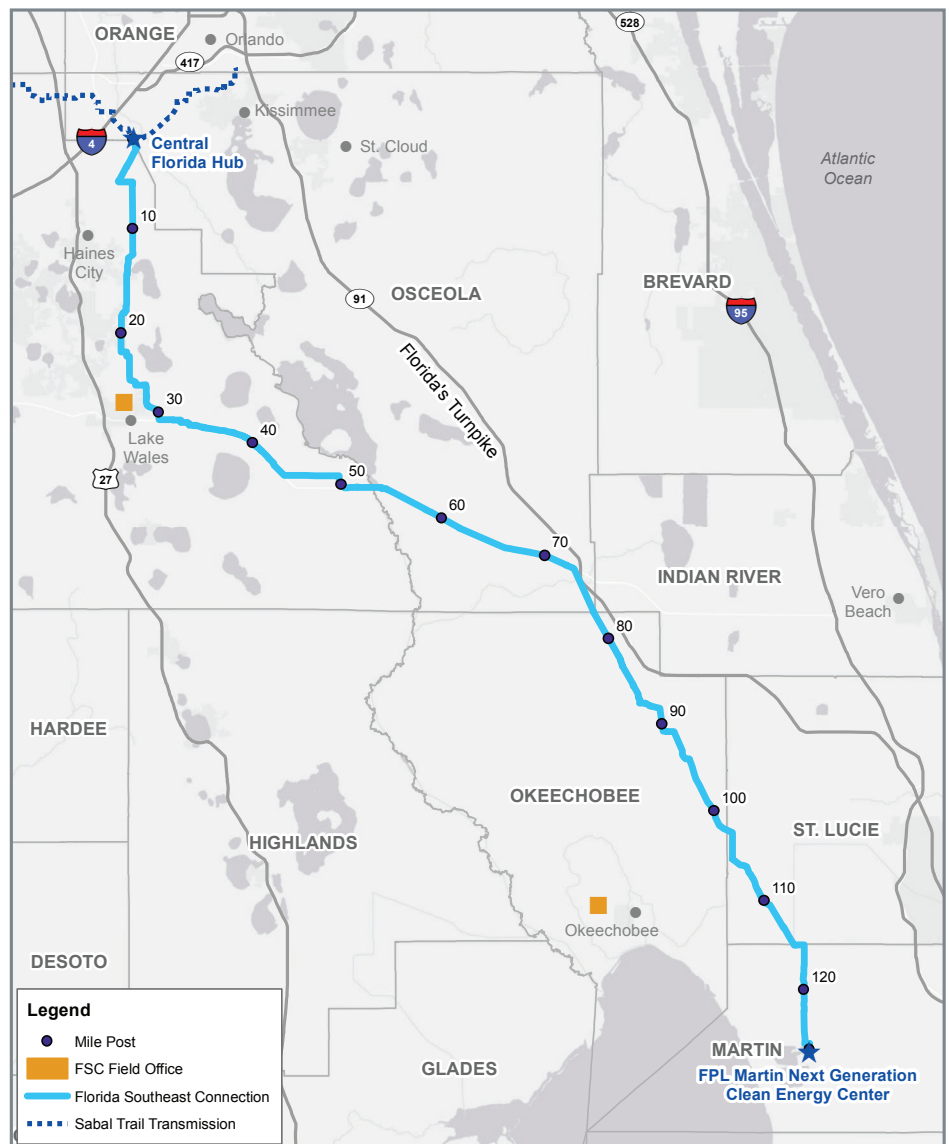 528
ORANGE
Orlando
417
Kissimmee
4
Central
Florida Hub
St. Cloud
Atlantic
Ocean
10
Haines
City
BREVARD
OSCEOLA
91
95
20
Florida's Turnpike
30
40
Lake
Wales
50
27
60
70
INDIAN RIVER
Vero
Beach
80
90
HARDEE
OKEECHOBEE
100
ST. LUCIE
HIGHLANDS
110
Okeechobee
DESOTO
120
Legend
Mile Post
FSC Field Office
Florida Southeast Connection
Sabal Trail Transmission
GLADES
MARTIN
FPL Martin Next Generation
Clean Energy Center